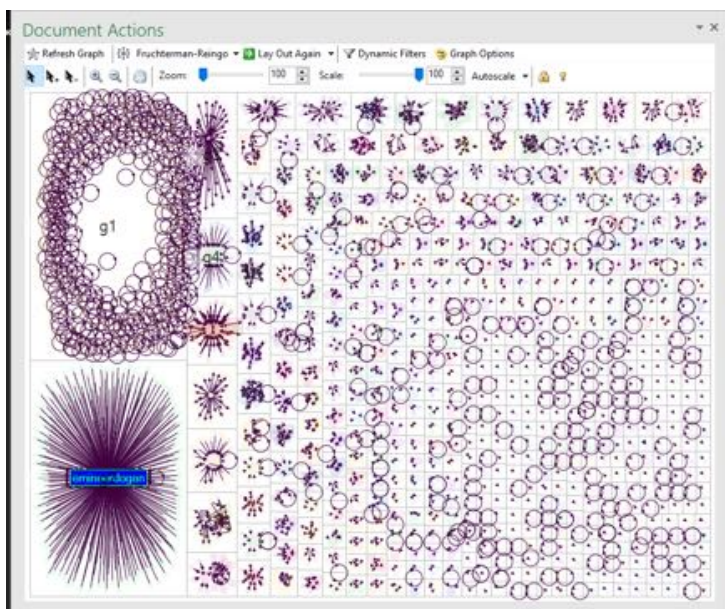 Document Actions
Refresh Graph Fruchterman-Reingo Lay Out Again Dynamic Filters Graph Options
Zoom: 100 Scale: 100 Autoscale
g1
g4